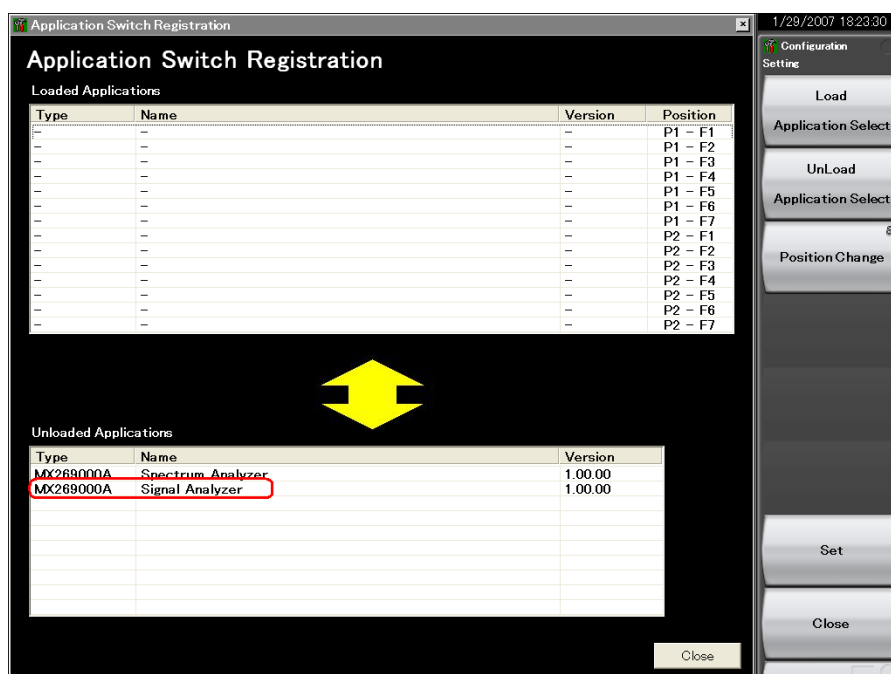 Application Switch Registration
1/29/2007 18:23:30
Application Switch Registration
Configuration
Setting
Loaded Applications
Load
Application Select
Type Name Version Position
- - - P1 - F1
- - - P1 - F2
- - - P1 - F3
- - - P1 - F4
- - - P1 - F5
- - - P1 - F6
- - - P1 - F7
- - - P2 - F1
- - - P2 - F2
- - - P2 - F3
- - - P2 - F4
- - - P2 - F5
- - - P2 - F6
- - - P2 - F7
UnLoad
Application Select
Position Change
Unloaded Applications
Type Name Version
MX269000A Spectrum Analyzer 1.00.00
MX269000A Signal Analyzer 1.00.00
Set
Close
Close